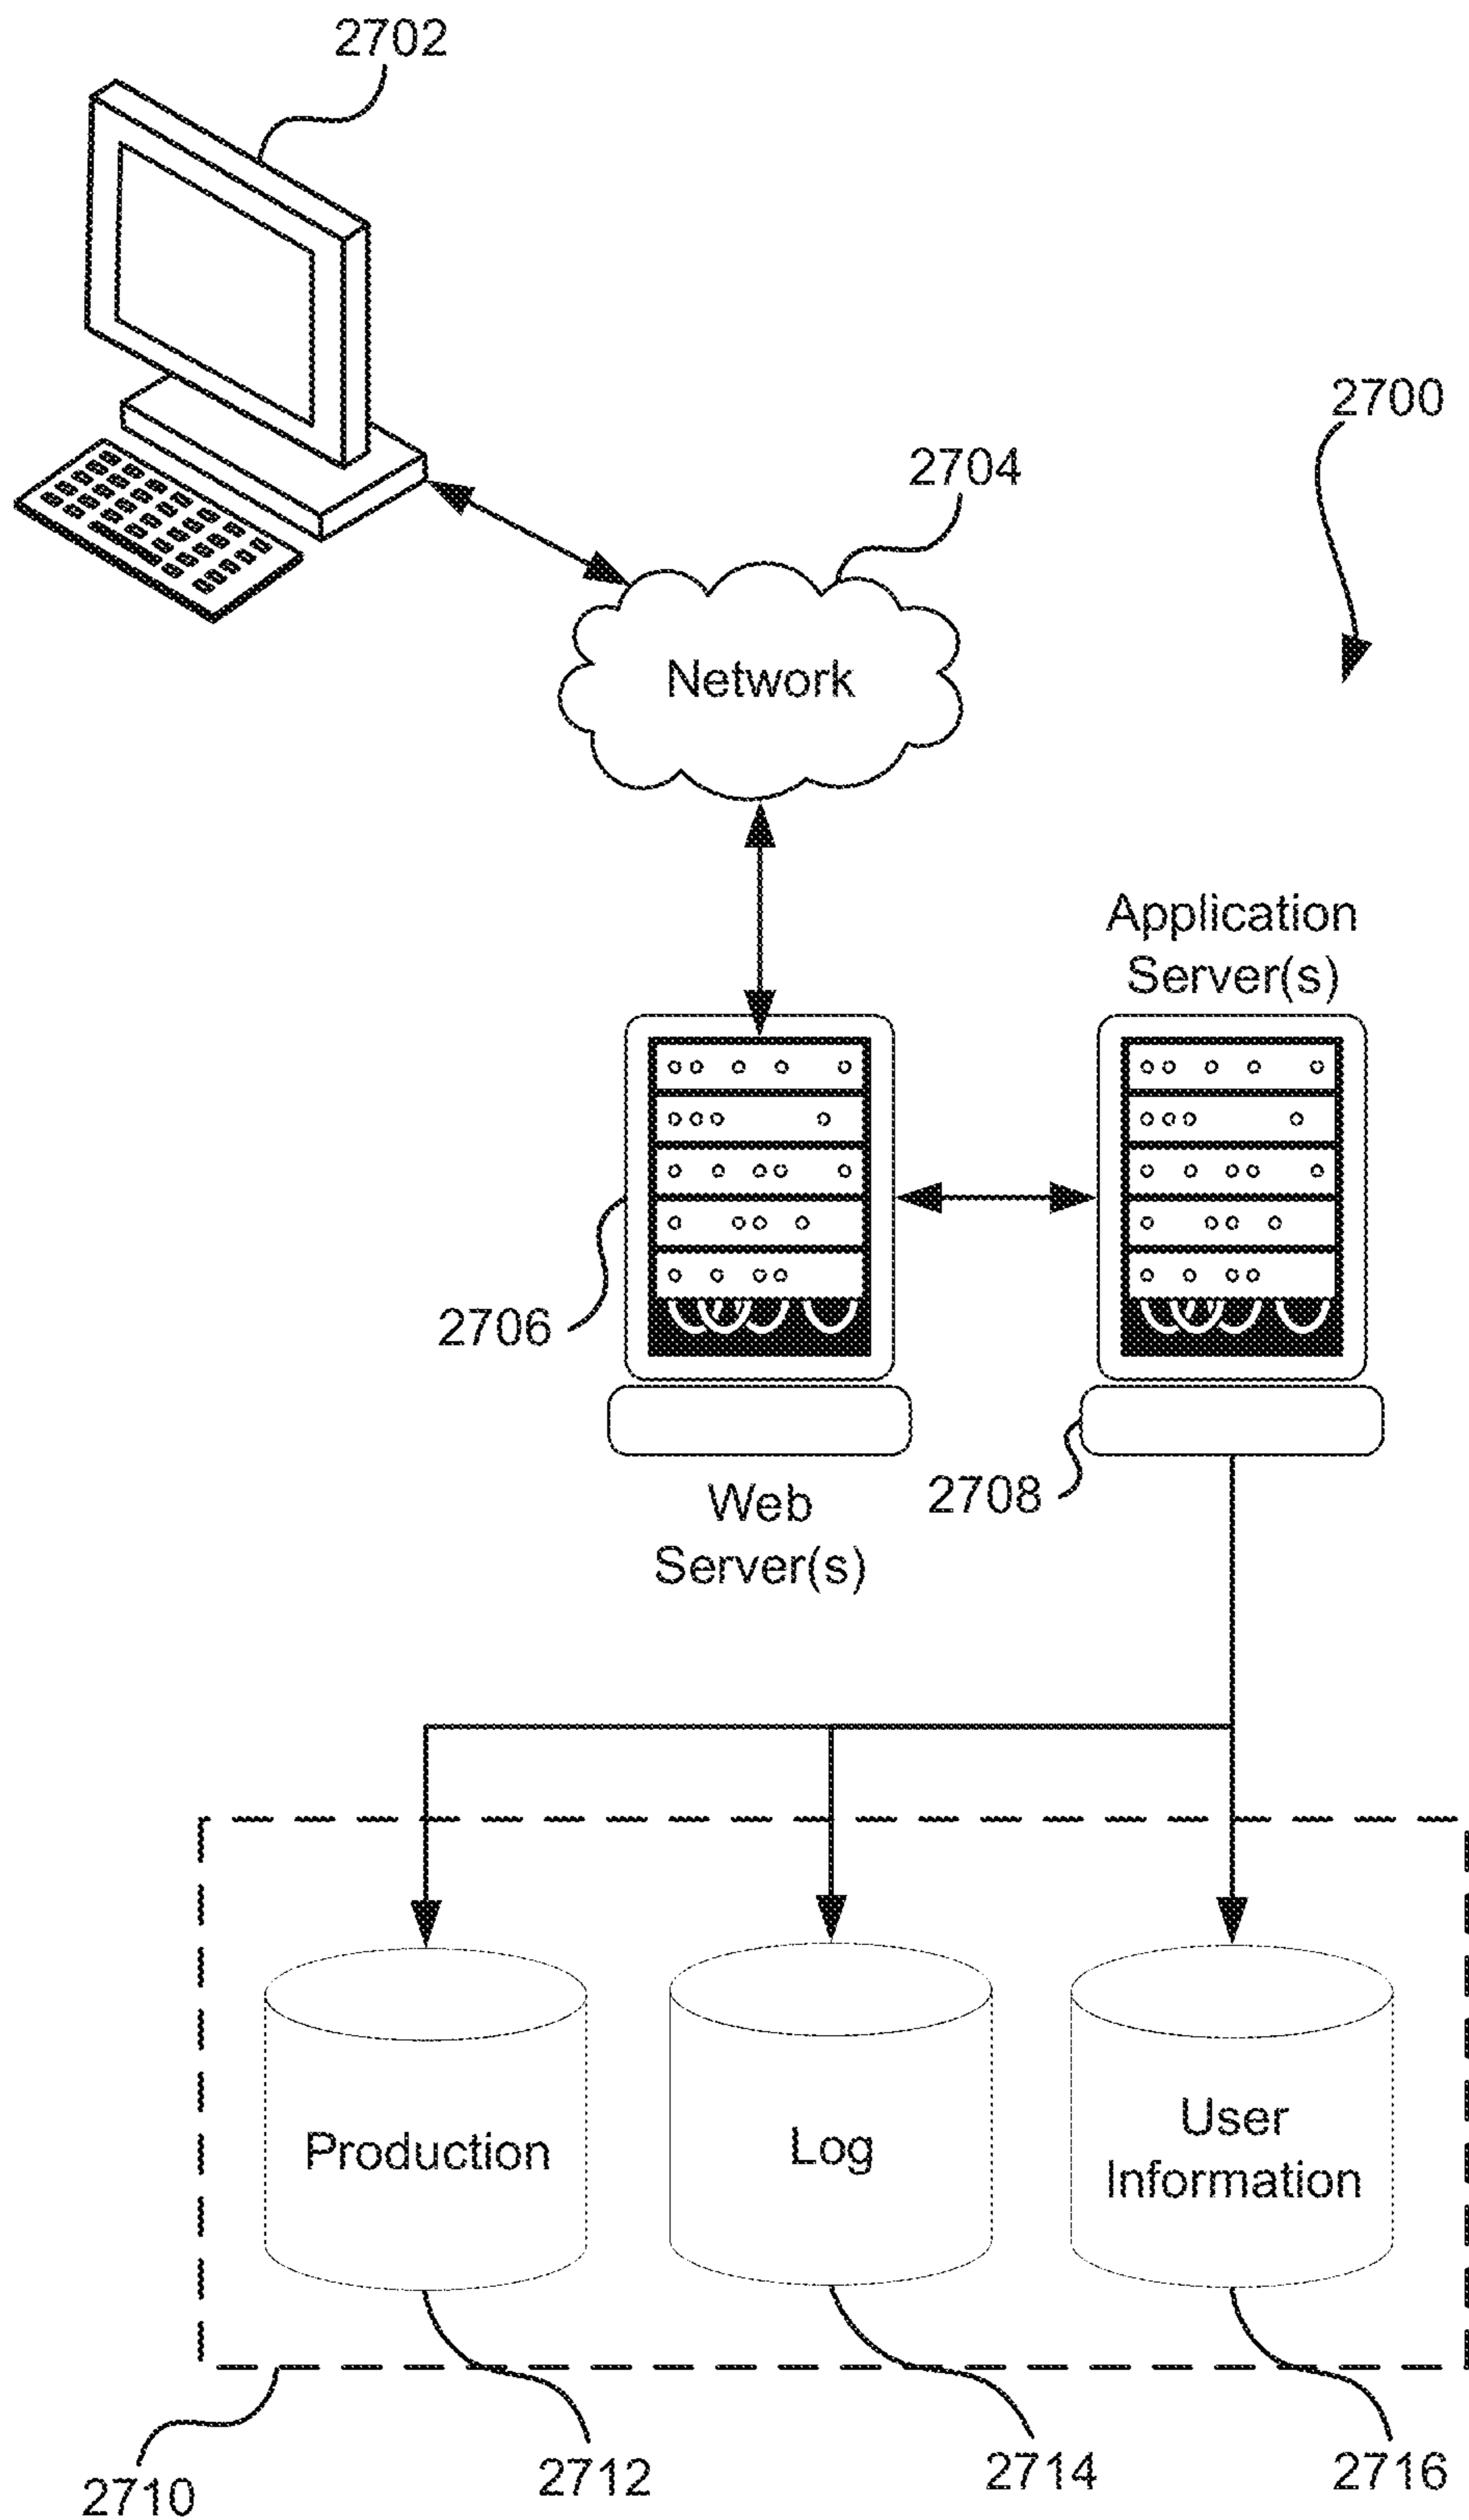 2702
2700
2704
Network
Application
Server(s)
2706
2708
Web
Server(s)
Production
Log
User
Information
2710
2712
2714
2716